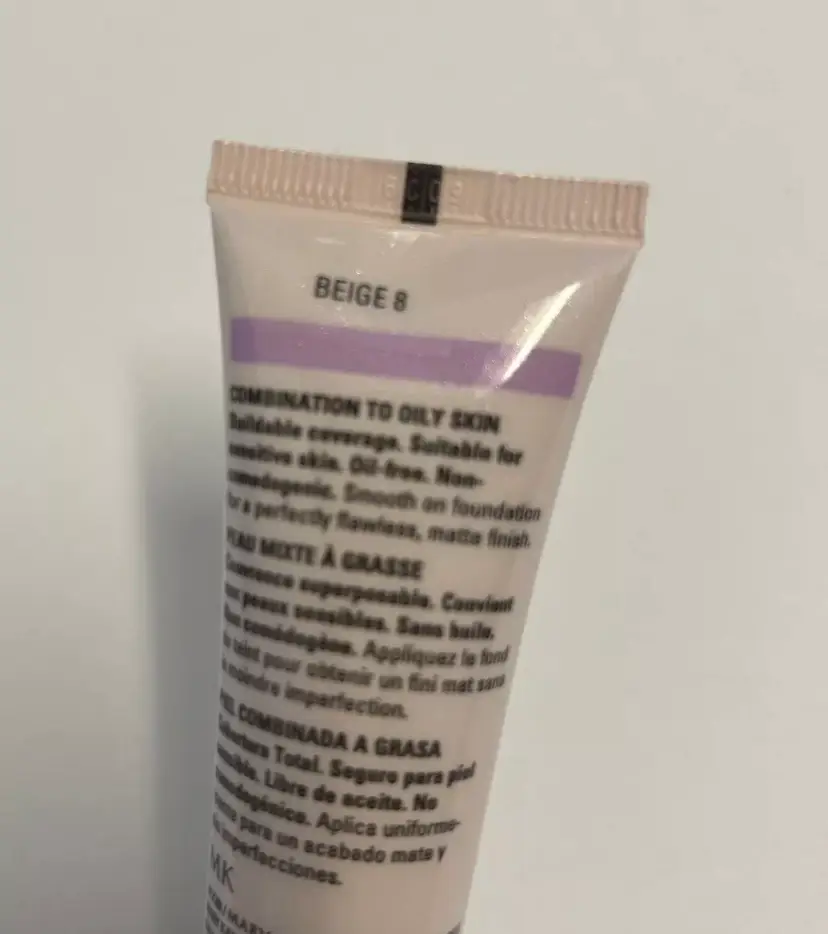 BEIGE 8
COMBINATION TO OILY SKIN
Buildable coverage. Suitable for
sensitive skin. Oil-free. Non-
comedogenic. Smooth on foundation
for a perfectly flawless, matte finish.
PEAU MIXTE À GRASSE
Couvrance superposable. Convient
aux peaux sensibles. Sans huile.
Non comédogène. Appliquez le fond
de teint pour obtenir un fini mat sans
la moindre imperfection.
PIEL COMBINADA A GRASA
Cobertura Total. Seguro para piel
sensible. Libre de aceite. No
comedogénica. Aplica uniforme-
mente para un acabado mate y
sin imperfecciones.
MK